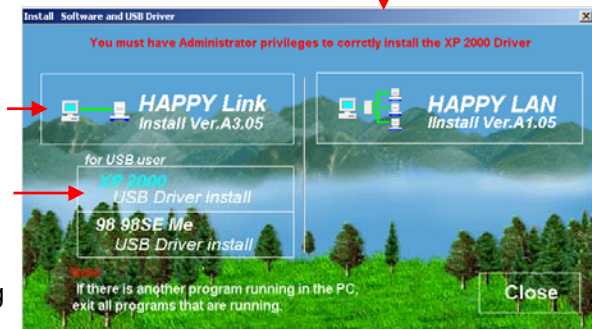 Install Software and USB Driver
You must have Administrator privileges to corrctly install the XP 2000 Driver
HAPPY Link
Install Ver.A3.05
HAPPY LAN
IInstall Ver.A1.05
for USB user
XP 2000
USB Driver install
98 98SE Me
USB Driver install
Note
If there is another program running in the PC,
exit all programs that are running.
Close
g